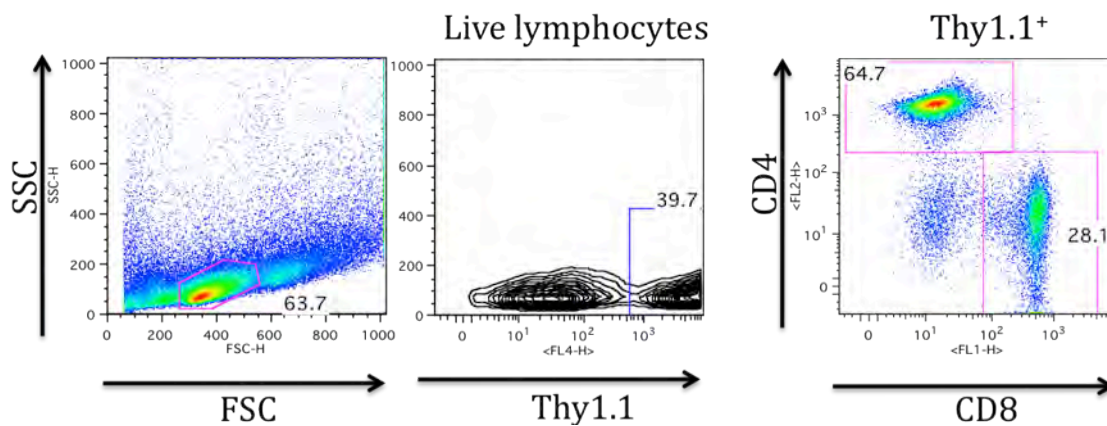 Live lymphocytes
Thy1.1⁺
SSC
SSC-H
1000
800
600
400
200
0
63.7
200 400 600 800 1000
FSC-H
FSC
1000
800
600
400
200
0
39.7
0 10¹ 10² 10³
<FL4-H>
Thy1.1
CD4
<FL2-H>
64.7
10³
10²
10¹
0
28.1
0 10¹ 10² 10³
<FL1-H>
CD8